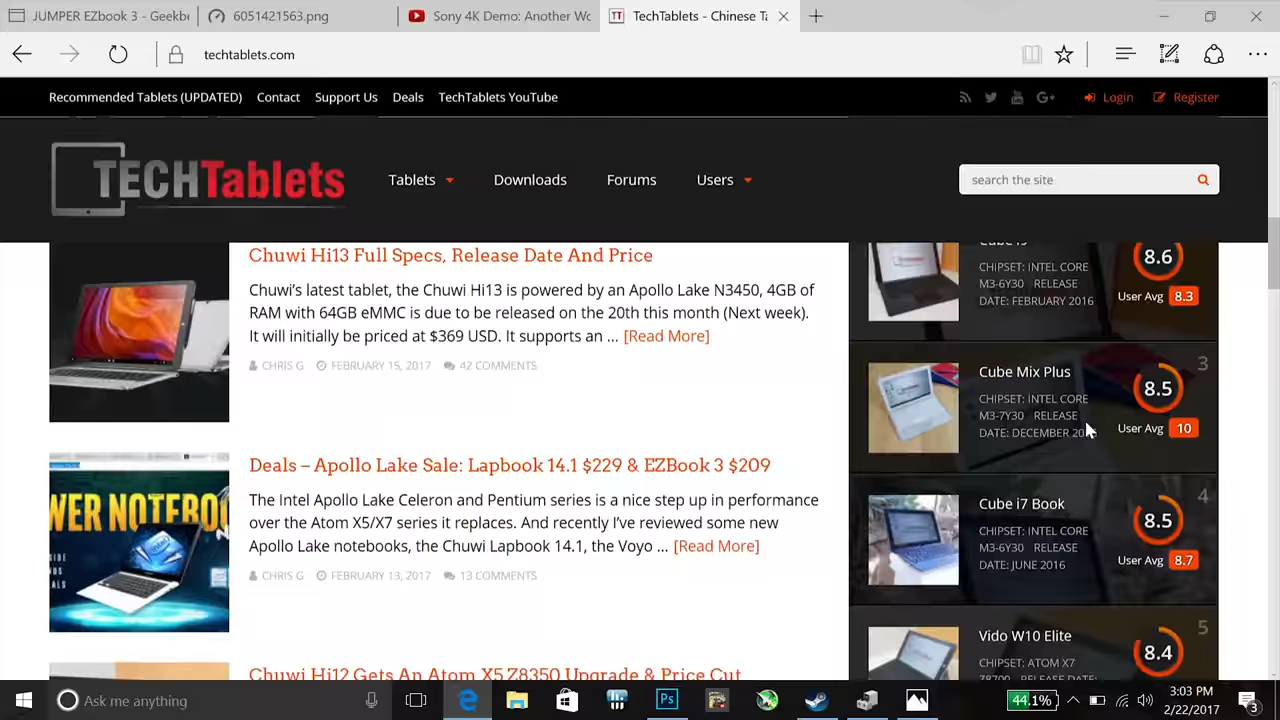 JUMPER EZbook 3 - Geekb
6051421563.png
Sony 4K Demo: Another Wo
TechTablets - Chinese Ta
techtablets.com
Recommended Tablets (UPDATED) Contact Support Us Deals TechTablets YouTube
Login Register
TECHTablets
Tablets Downloads Forums Users
search the site
Chuwi Hi13 Full Specs, Release Date And Price
Chuwi's latest tablet, the Chuwi Hi13 is powered by an Apollo Lake N3450, 4GB of
RAM with 64GB eMMC is due to be released on the 20th this month (Next week).
It will initially be priced at $369 USD. It supports an ... [Read More]
CHRIS G FEBRUARY 15, 2017 42 COMMENTS
Deals – Apollo Lake Sale: Lapbook 14.1 $229 & EZBook 3 $209
The Intel Apollo Lake Celeron and Pentium series is a nice step up in performance
over the Atom X5/X7 series it replaces. And recently I've reviewed some new
Apollo Lake notebooks, the Chuwi Lapbook 14.1, the Voyo ... [Read More]
CHRIS G FEBRUARY 13, 2017 13 COMMENTS
WER NOTEBO
Chuwi Hi12 Gets An Atom X5 Z8350 Upgrade & Price Cut
CHIPSET: INTEL CORE
M3-6Y30 RELEASE
DATE: FEBRUARY 2016
8.6
User Avg 8.3
3
Cube Mix Plus
CHIPSET: INTEL CORE
M3-7Y30 RELEASE
DATE: DECEMBER 20
8.5
User Avg 10
4
Cube i7 Book
CHIPSET: INTEL CORE
M3-6Y30 RELEASE
DATE: JUNE 2016
8.5
User Avg 8.7
5
Vido W10 Elite
CHIPSET: ATOM X7
Z8700 RELEASE DATE:
8.4
Ask me anything
44.1%
3:03 PM
2/22/2017
3